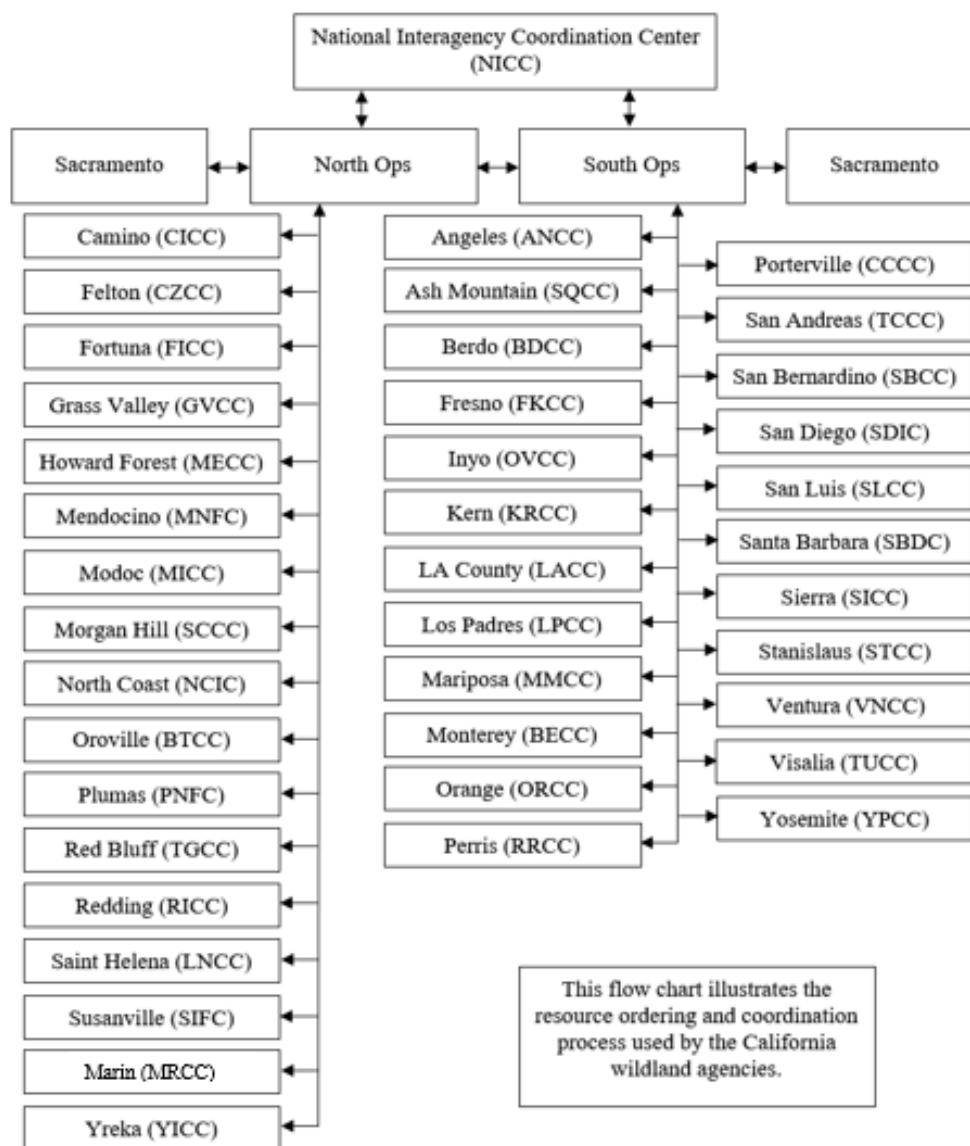 National Interagency Coordination Center
(NICC)
Sacramento
North Ops
South Ops
Sacramento
Camino (CICC)
Felton (CZCC)
Fortuna (FICC)
Grass Valley (GVCC)
Howard Forest (MECC)
Mendocino (MNFC)
Modoc (MICC)
Morgan Hill (SCCC)
North Coast (NCIC)
Oroville (BTCC)
Plumas (PNFC)
Red Bluff (TGCC)
Redding (RICC)
Saint Helena (LNCC)
Susanville (SIFC)
Marin (MRCC)
Yreka (YICC)
Angeles (ANCC)
Ash Mountain (SQCC)
Berdo (BDCC)
Fresno (FKCC)
Inyo (OVCC)
Kern (KRCC)
LA County (LACC)
Los Padres (LPCC)
Mariposa (MMCC)
Monterey (BECC)
Orange (ORCC)
Perris (RRCC)
Porterville (CCCC)
San Andreas (TCCC)
San Bernardino (SBCC)
San Diego (SDIC)
San Luis (SLCC)
Santa Barbara (SBDC)
Sierra (SICC)
Stanislaus (STCC)
Ventura (VNCC)
Visalia (TUCC)
Yosemite (YPCC)
This flow chart illustrates the
resource ordering and coordination
process used by the California
wildland agencies.